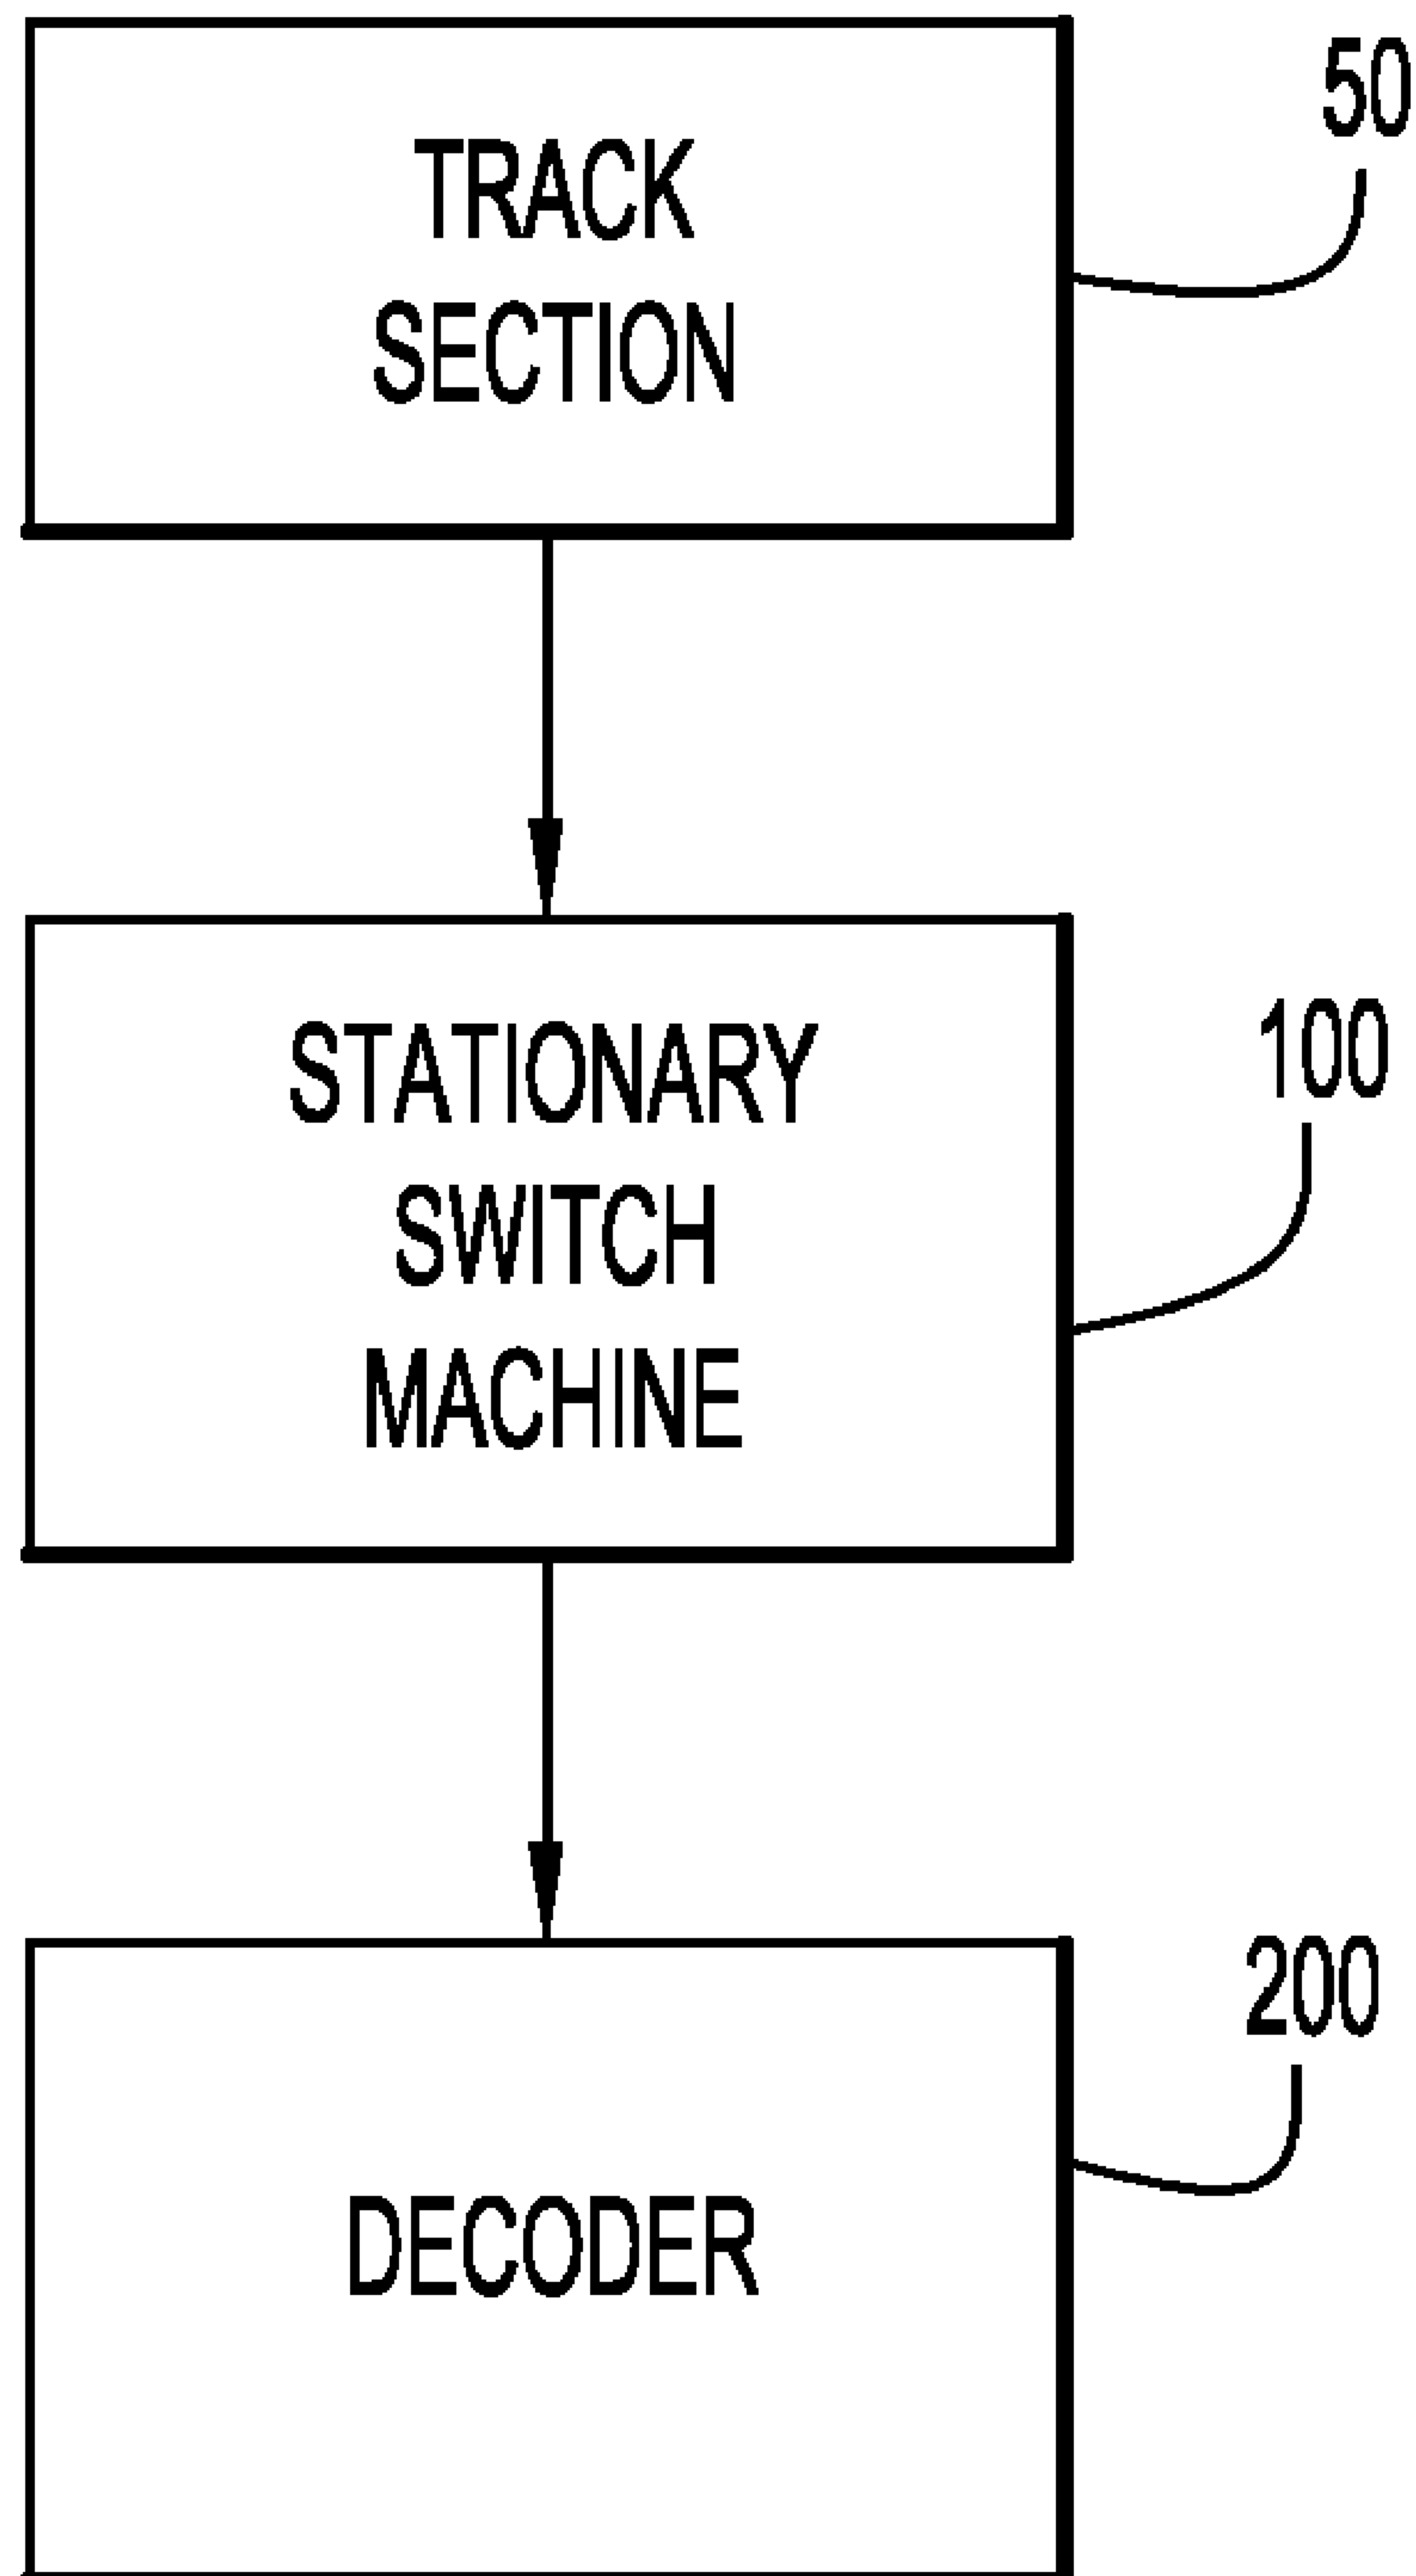 TRACK
SECTION
50
STATIONARY
SWITCH
MACHINE
100
DECODER
200